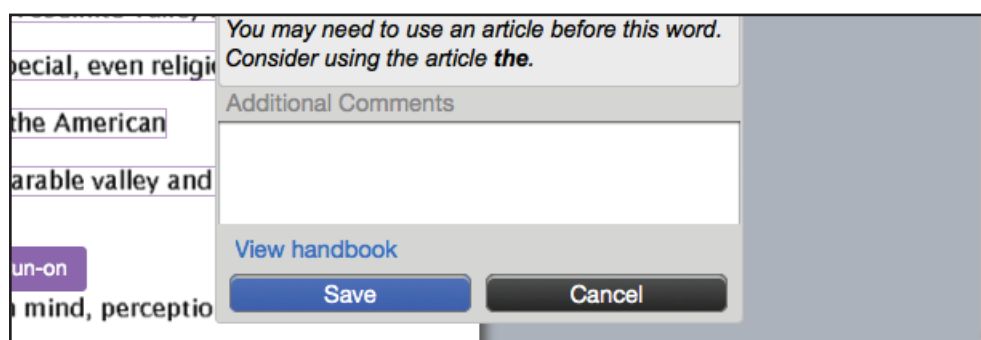 You may need to use an article before this word.
pecial, even religi
Consider using the article the.
Additional Comments
the American
arable valley and
View handbook
un-on
Save
Cancel
mind, perceptio